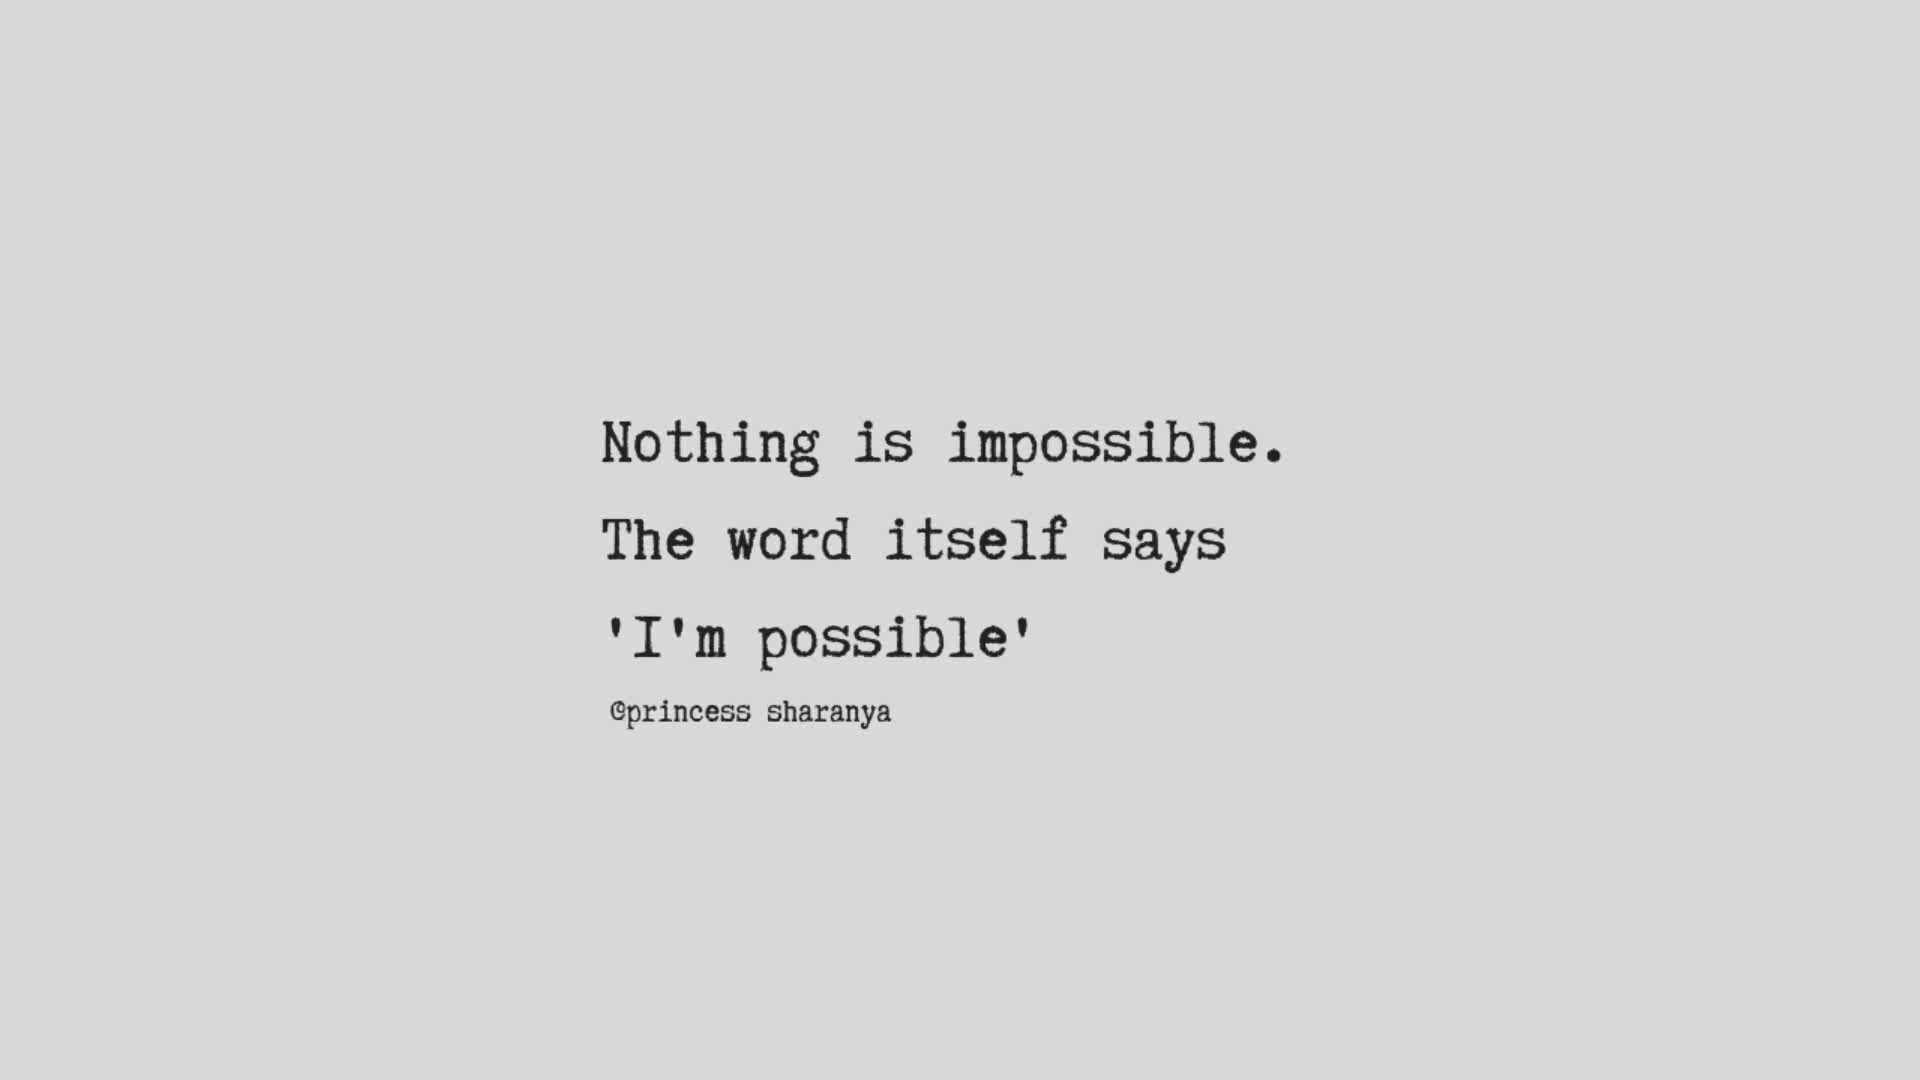 Nothing is impossible.
The word itself says
'I'm possible'
@princess sharanya